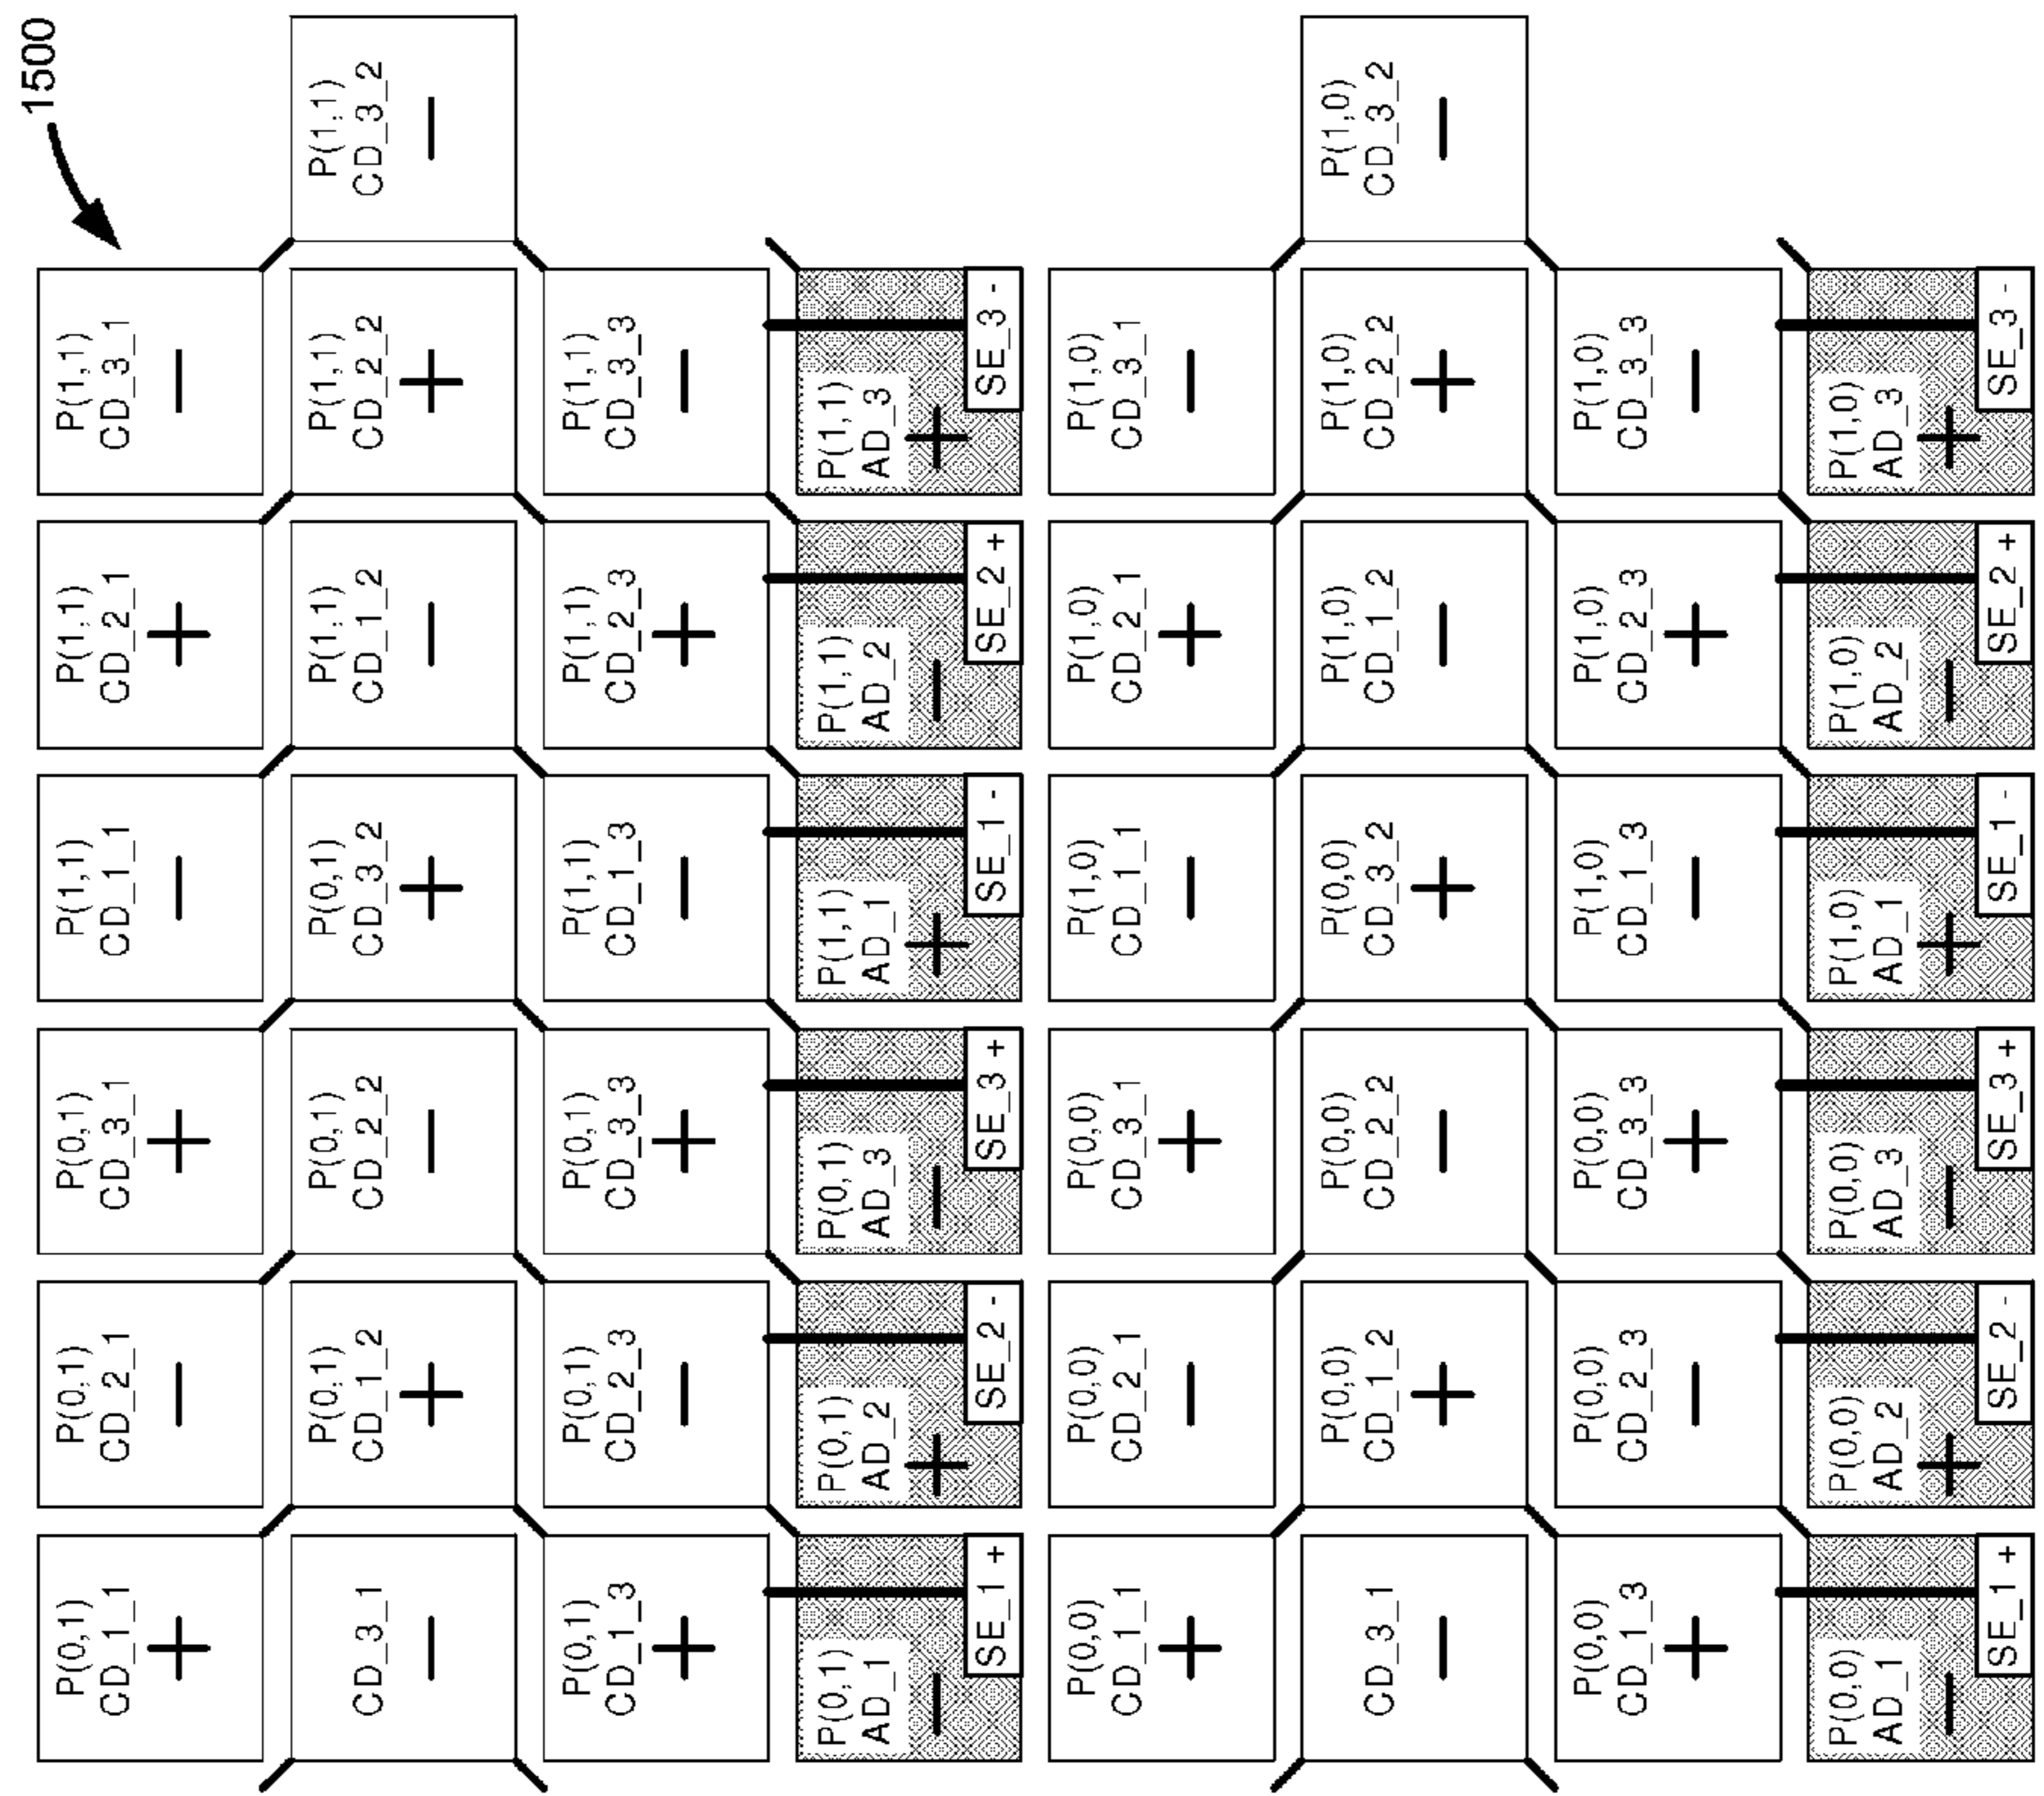 1500
P(0,1)
CD_1_1
+
P(0,1)
CD_2_1
−
P(0,1)
CD_3_1
+
P(1,1)
CD_1_1
−
P(1,1)
CD_2_1
+
P(1,1)
CD_3_1
−
CD_3_1
−
P(0,1)
CD_1_2
+
P(0,1)
CD_2_2
−
P(0,1)
CD_3_2
+
P(1,1)
CD_1_2
−
P(1,1)
CD_2_2
+
P(1,1)
CD_3_2
−
P(0,1)
CD_1_3
+
P(0,1)
CD_2_3
−
P(0,1)
CD_3_3
+
P(1,1)
CD_1_3
−
P(1,1)
CD_2_3
+
P(1,1)
CD_3_3
−
P(0,1)
AD_1
−
SE_1 +
P(0,1)
AD_2
+
SE_2 -
P(0,1)
AD_3
−
SE_3 +
P(1,1)
AD_1
+
SE_1 -
P(1,1)
AD_2
−
SE_2 +
P(1,1)
AD_3
+
SE_3 -
P(0,0)
CD_1_1
+
P(0,0)
CD_2_1
−
P(0,0)
CD_3_1
+
P(1,0)
CD_1_1
−
P(1,0)
CD_2_1
+
P(1,0)
CD_3_1
−
CD_3_1
−
P(0,0)
CD_1_2
+
P(0,0)
CD_2_2
−
P(0,0)
CD_3_2
+
P(1,0)
CD_1_2
−
P(1,0)
CD_2_2
+
P(1,0)
CD_3_2
−
P(0,0)
CD_1_3
+
P(0,0)
CD_2_3
−
P(0,0)
CD_3_3
+
P(1,0)
CD_1_3
−
P(1,0)
CD_2_3
+
P(1,0)
CD_3_3
−
P(0,0)
AD_1
−
SE_1 +
P(0,0)
AD_2
+
SE_2 -
P(0,0)
AD_3
−
SE_3 +
P(1,0)
AD_1
+
SE_1 -
P(1,0)
AD_2
−
SE_2 +
P(1,0)
AD_3
+
SE_3 -